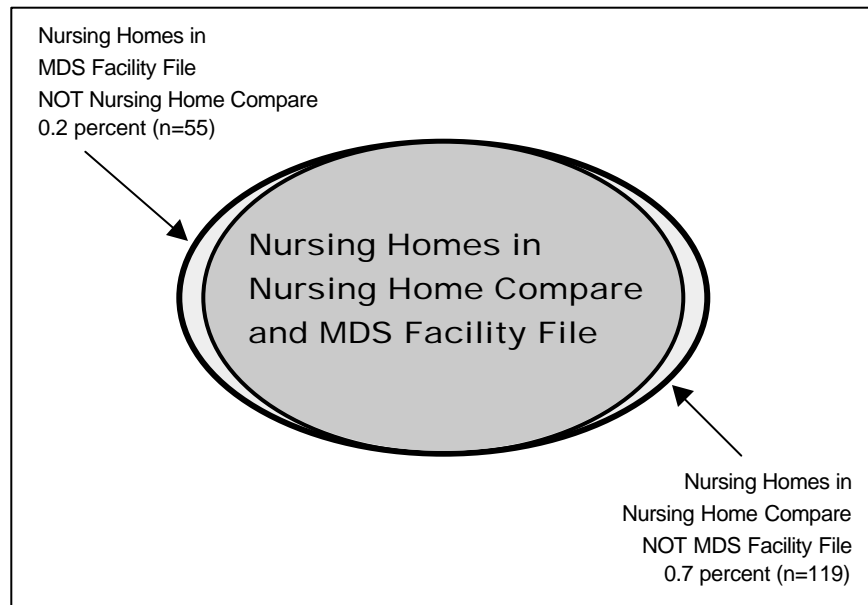 Nursing Homes in
MDS Facility File
NOT Nursing Home Compare
0.2 percent (n=55)
Nursing Homes in
Nursing Home Compare
and MDS Facility File
Nursing Homes in
Nursing Home Compare
NOT MDS Facility File
0.7 percent (n=119)